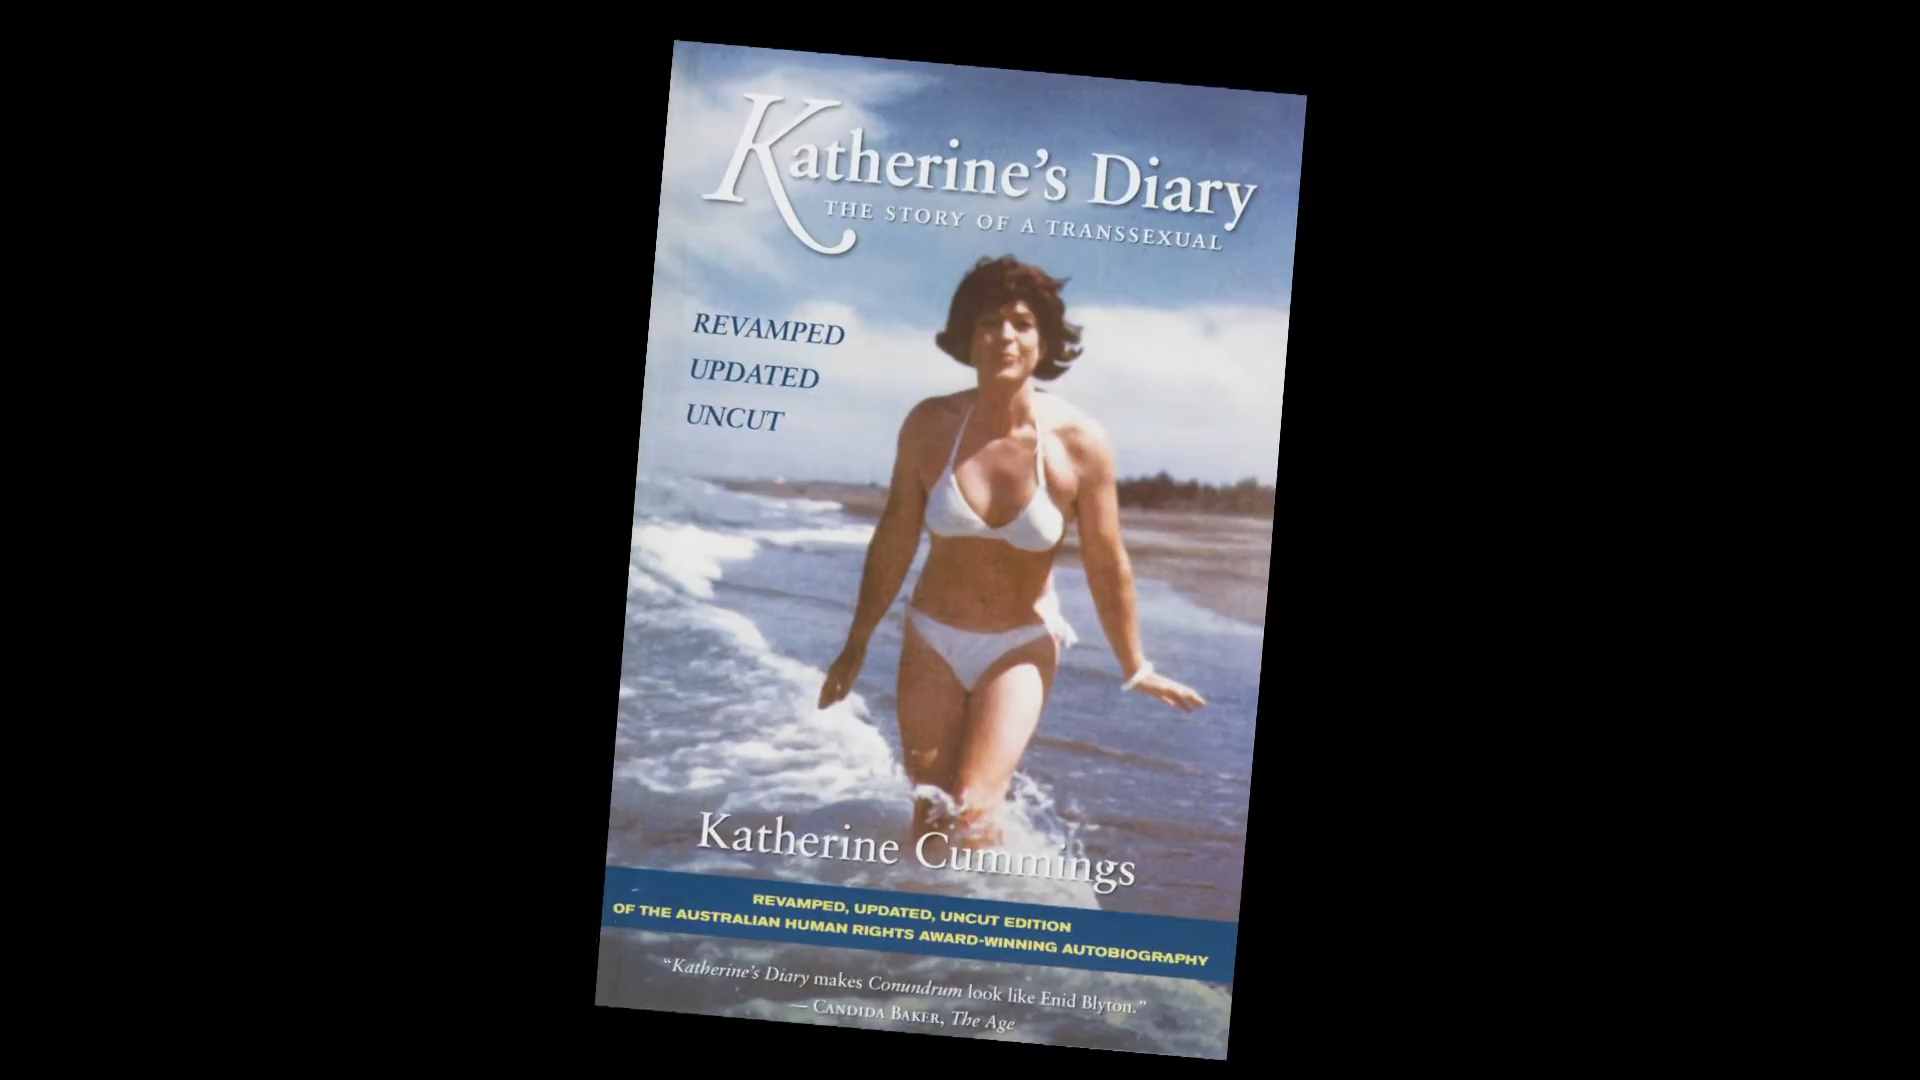 Katherine's Diary
THE STORY OF A TRANSSEXUAL
REVAMPED
UPDATED
UNCUT
Katherine Cummings
REVAMPED, UPDATED, UNCUT EDITION
OF THE AUSTRALIAN HUMAN RIGHTS AWARD-WINNING AUTOBIOGRAPHY
“Katherine's Diary makes Conundrum look like Enid Blyton.”
— CANDIDA BAKER, The Age